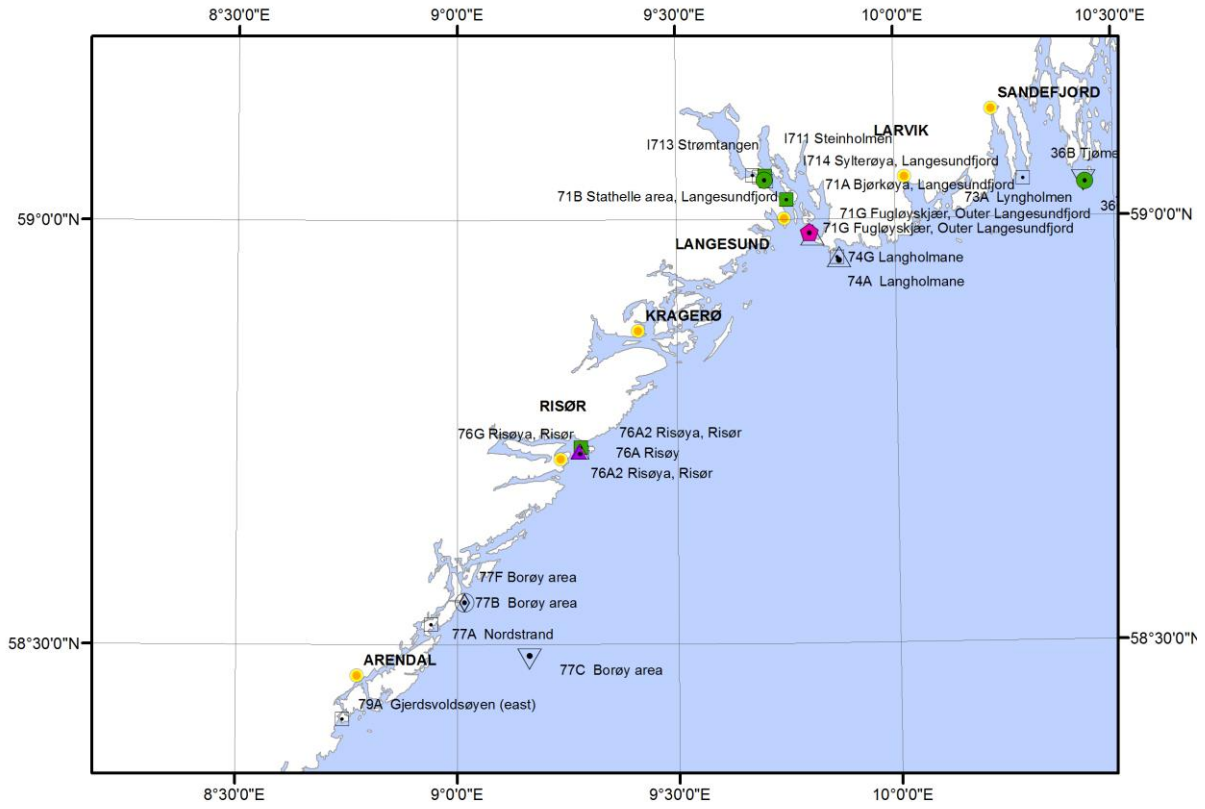 8°30'0"E 9°0'0"E 9°30'0"E 10°0'0"E 10°30'0"E
SANDEFJORD
LARVIK
I711 Steinholmen
I713 Strømtangen
36B Tjøme
I714 Sylterøya, Langesundfjord
71A Bjørkøya, Langesundfjord
71B Stathelle area, Langesundfjord
73A Lyngholmen
36
59°0'0"N
59°0'0"N
71G Fugløyskjær, Outer Langesundfjord
71G Fugløyskjær, Outer Langesundfjord
LANGESUND
74G Langholmane
74A Langholmane
KRAGERØ
RISØR
76G Risøya, Risør
76A2 Risøya, Risør
76A Risøy
76A2 Risøya, Risør
77F Borøy area
77B Borøy area
77A Nordstrand
58°30'0"N
58°30'0"N
ARENDAL
77C Borøy area
79A Gjerdsvoldsøyen (east)
8°30'0"E 9°0'0"E 9°30'0"E 10°0'0"E